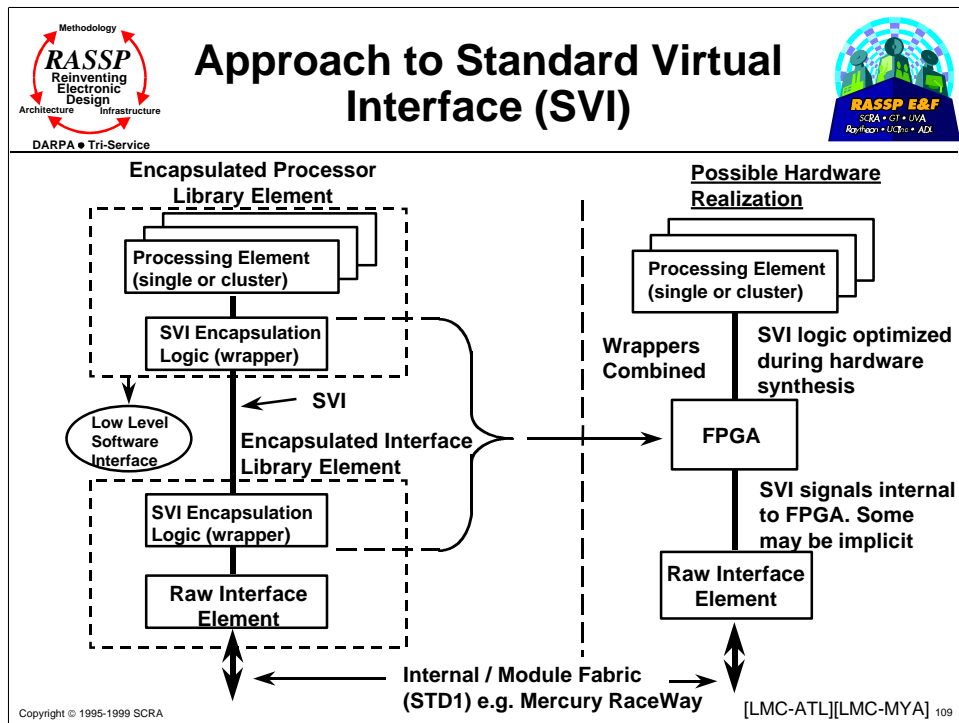 Methodology
RASSP
Reinventing
Electronic
Design
Architecture
Infrastructure
DARPA ● Tri-Service
Approach to Standard Virtual
Interface (SVI)
RASSP E&F
SCRA • GT • UVA
Raytheon • UCinc • ADL
Encapsulated Processor
Library Element
Processing Element
(single or cluster)
SVI Encapsulation
Logic (wrapper)
SVI
Low Level
Software
Interface
Encapsulated Interface
Library Element
SVI Encapsulation
Logic (wrapper)
Raw Interface
Element
Possible Hardware
Realization
Processing Element
(single or cluster)
Wrappers
Combined
SVI logic optimized
during hardware
synthesis
FPGA
SVI signals internal
to FPGA. Some
may be implicit
Raw Interface
Element
Internal / Module Fabric
(STD1) e.g. Mercury RaceWay
Copyright © 1995-1999 SCRA
[LMC-ATL][LMC-MYA] 109